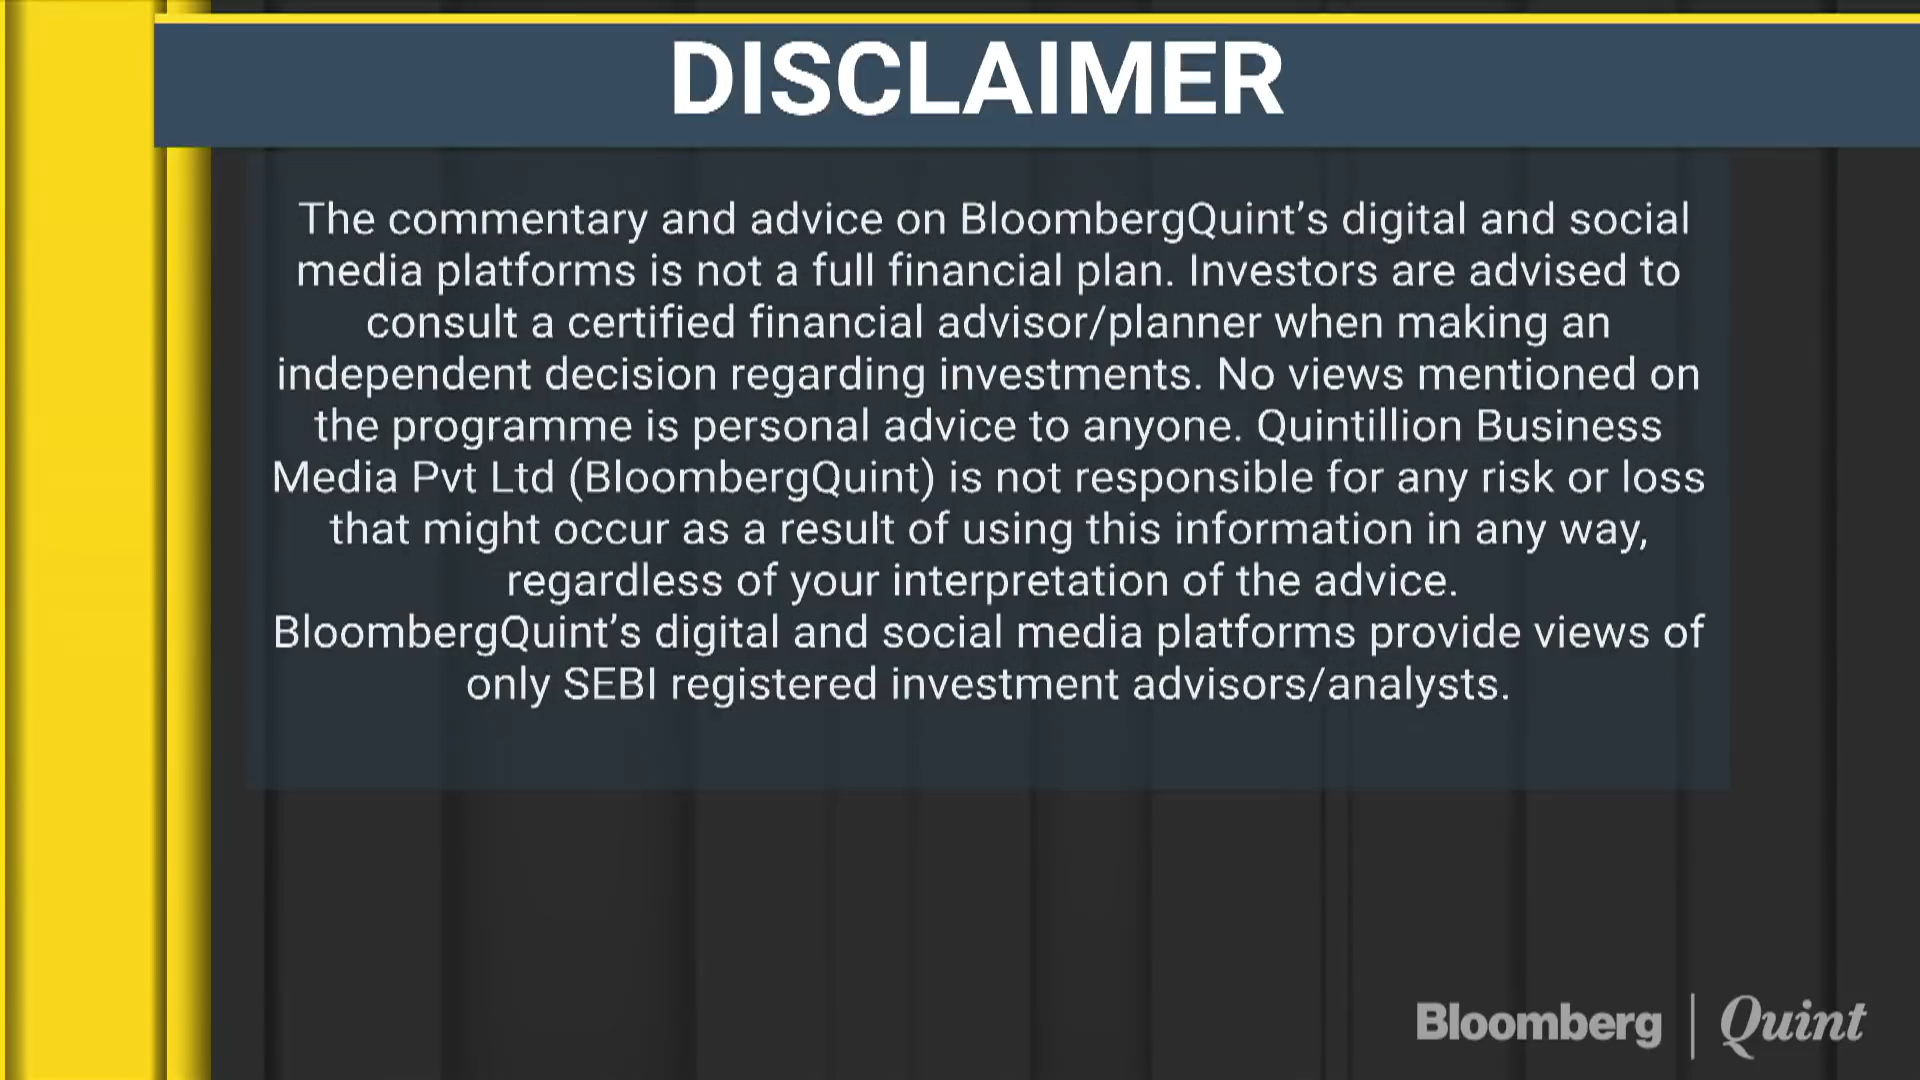 DISCLAIMER
The commentary and advice on BloombergQuint’s digital and social
media platforms is not a full financial plan. Investors are advised to
consult a certified financial advisor/planner when making an
independent decision regarding investments. No views mentioned on
the programme is personal advice to anyone. Quintillion Business
Media Pvt Ltd (BloombergQuint) is not responsible for any risk or loss
that might occur as a result of using this information in any way,
regardless of your interpretation of the advice.
BloombergQuint’s digital and social media platforms provide views of
only SEBI registered investment advisors/analysts.
Bloomberg | Quint